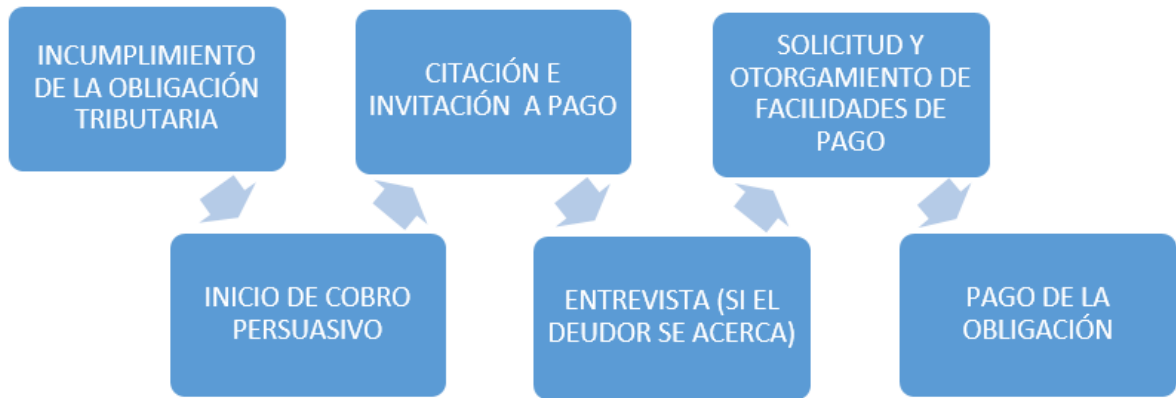 INCUMPLIMIENTO
DE LA OBLIGACIÓN
TRIBUTARIA
INICIO DE COBRO
PERSUASIVO
CITACIÓN E
INVITACIÓN A PAGO
ENTREVISTA (SI EL
DEUDOR SE ACERCA)
SOLICITUD Y
OTORGAMIENTO DE
FACILIDADES DE
PAGO
PAGO DE LA
OBLIGACIÓN